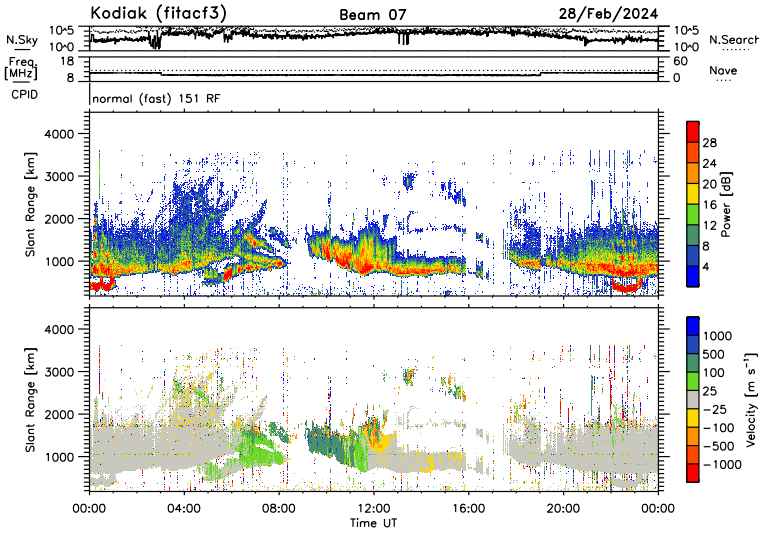 Kodiak (fitacf3) Beam 07 28/Feb/2024
N.Sky 10^5 10^0 10^5 10^0 N.Search
Freq. [MHz] 18 8 60 0 Nave
CPID normal (fast) 151 RF
Slant Range [km] 4000 3000 2000 1000
Power [dB] 28 24 20 16 12 8 4
Slant Range [km] 4000 3000 2000 1000
Velocity [m s⁻¹] 1000 500 100 25 −25 −100 −500 −1000
00:00 04:00 08:00 12:00 16:00 20:00 00:00
Time UT